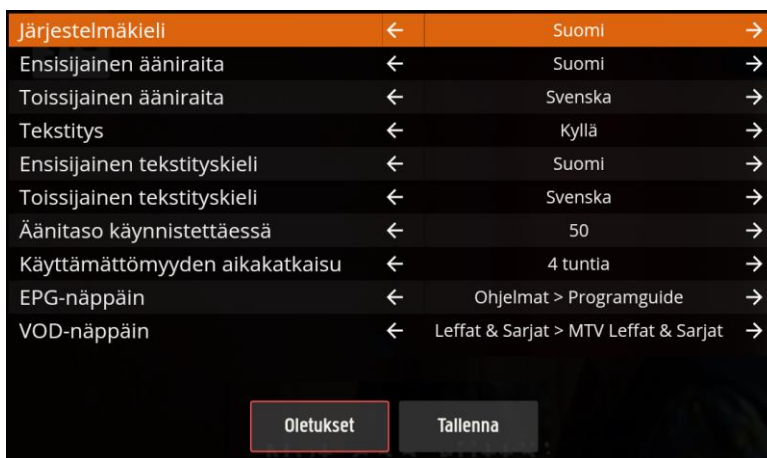 Järjestelmäkieli ← Suomi →
Ensisijainen ääniraita ← Suomi →
Toissijainen ääniraita ← Svenska →
Tekstitys ← Kyllä →
Ensisijainen tekstityskieli ← Suomi →
Toissijainen tekstityskieli ← Svenska →
Äänitaso käynnistettäessä ← 50 →
Käyttämättömyyden aikakatkaisu ← 4 tuntia →
EPG-näppäin ← Ohjelmat > Programguide →
VOD-näppäin ← Leffat & Sarjat > MTV Leffat & Sarjat →
Oletukset Tallenna